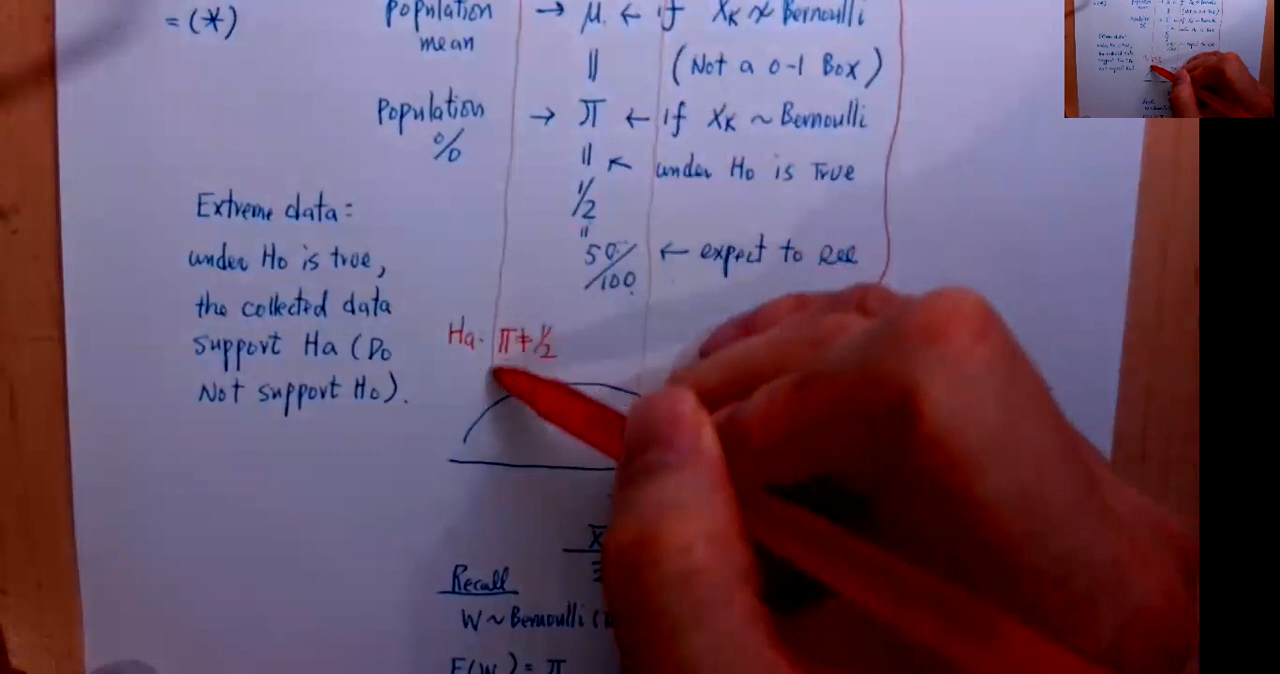 = (*)
population mean → μ ← if X_K ≁ Bernoulli
|| (Not a 0-1 Box)
Population % → π ← if X_K ~ Bernoulli
|| ← under Ho is True
1/2
||
50/100 ← expect to see
Extreme data:
under Ho is true,
the collected data
support Ha (Do
Not support Ho).
Ha: π ≠ 1/2
X
Recall
W ~ Bernoulli (
E(W) = π